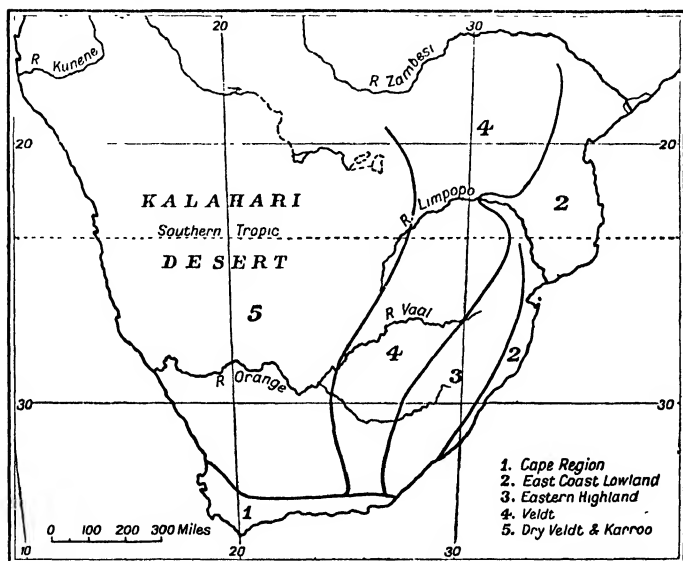 20
30
R Kunene
R Zambesi
4
20
20
KALAHARI
R. Limpopo
2
Southern Tropic
DESERT
5
R Vaal
4
2
R Orange
3
30
30
1. Cape Region
2. East Coast Lowland
3. Eastern Highland
4. Veldt
5. Dry Veldt & Karroo
1
0 100 200 300 Miles
10
20
30